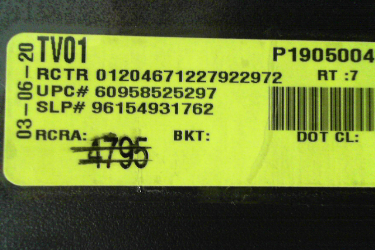 03-06-20
TV01 P1905004
RCTR 01204671227922972 RT :7
UPC# 60958525297
SLP# 96154931762
RCRA: 4795 BKT: DOT CL: